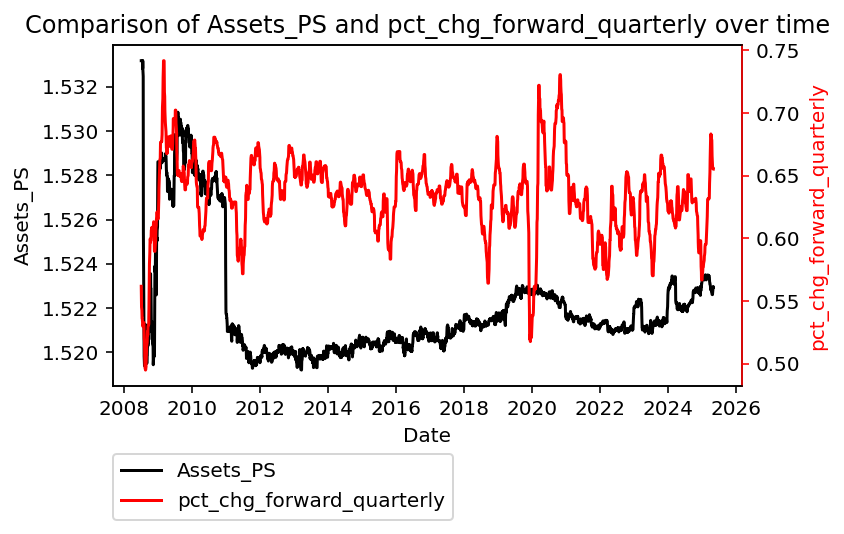 Comparison of Assets_PS and pct_chg_forward_quarterly over time
Assets_PS
1.532
1.530
1.528
1.526
1.524
1.522
1.520
0.75
0.70
0.65
0.60
0.55
0.50
pct_chg_forward_quarterly
2008 2010 2012 2014 2016 2018 2020 2022 2024 2026
Date
Assets_PS
pct_chg_forward_quarterly